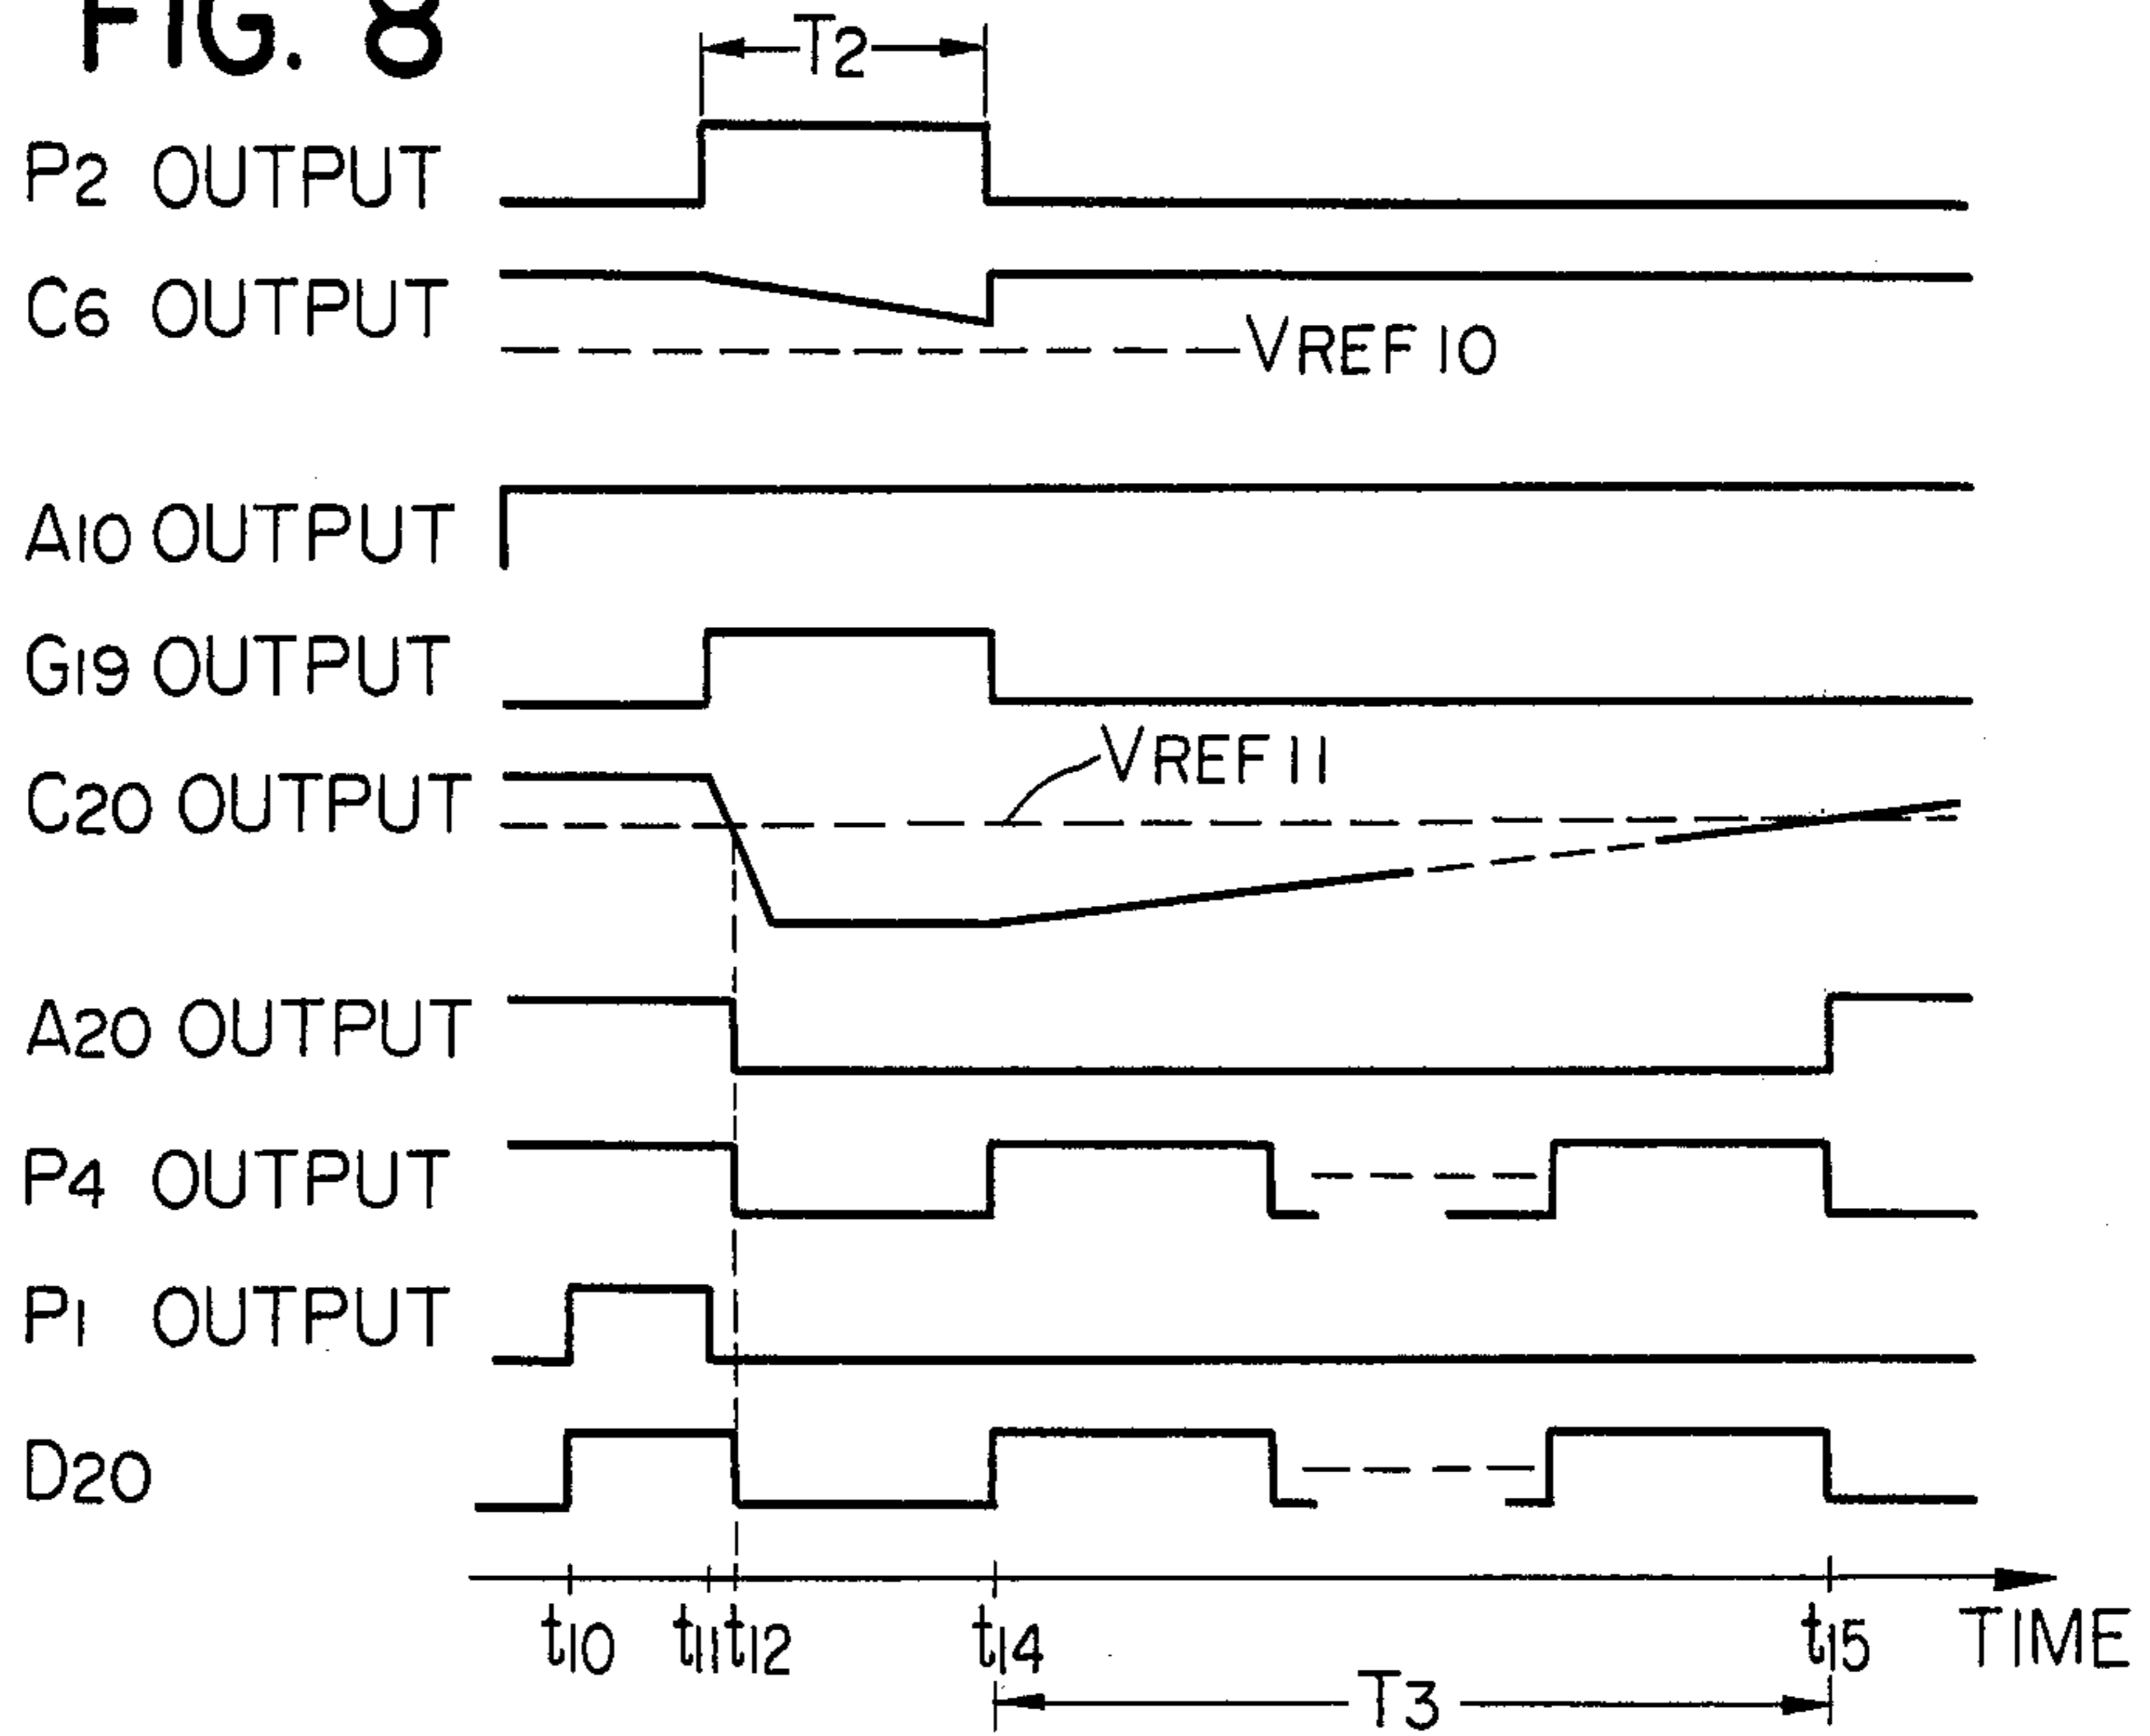 FIG. 8
T2
P2 OUTPUT
C6 OUTPUT
VREF 10
A10 OUTPUT
G19 OUTPUT
VREF 11
C20 OUTPUT
A20 OUTPUT
P4 OUTPUT
P1 OUTPUT
D20
t10 t11 t12 t14 t15 TIME
T3